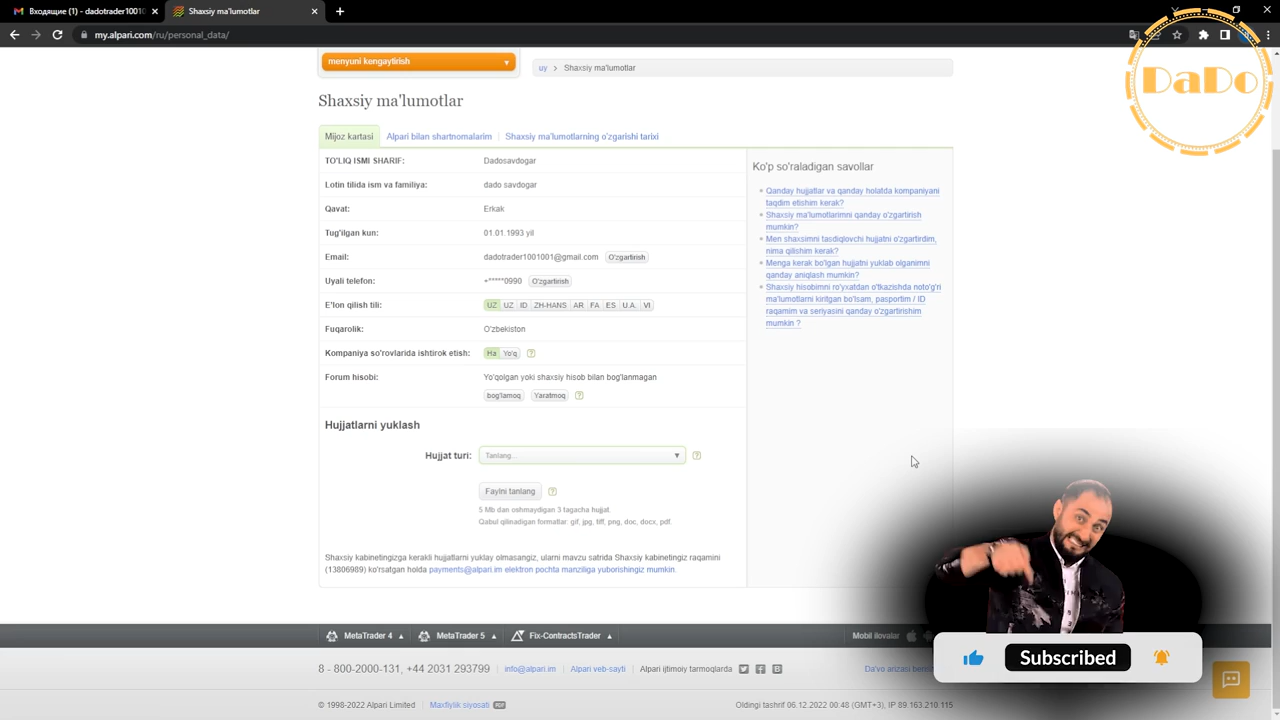 Входящие (1) - dadotrader10010
Shaxsiy ma'lumotlar
my.alpari.com/ru/personal_data/
DaDo
menyuni kengaytirish
uy > Shaxsiy ma'lumotlar
Shaxsiy ma'lumotlar
Mijoz kartasi
Alpari bilan shartnomalarim
Shaxsiy ma'lumotlarning o'zgarishi tarixi
TO'LIQ ISMI SHARIF: Dadosavdogar
Lotin tilida ism va familiya: dado savdogar
Qavat: Erkak
Tug'ilgan kun: 01.01.1993 yil
Email: dadotrader1001001@gmail.com O'zgartirish
Uyali telefon: +*****0990 O'zgartirish
E'lon qilish tili: UZ UZ ID ZH-HANS AR FA ES U.A. VI
Fuqarolik: O'zbekiston
Kompaniya so'rovlarida ishtirok etish: Ha Yo'q ?
Forum hisobi: Yo'qolgan yoki shaxsiy hisob bilan bog'lanmagan
bog'lamoq Yaratmoq ?
Ko'p so'raladigan savollar
Qanday hujjatlar va qanday holatda kompaniyani
taqdim etishim kerak?
Shaxsiy ma'lumotlarimni qanday o'zgartirish
mumkin?
Men shaxsimni tasdiqlovchi hujjatni o'zgartirdim,
nima qilishim kerak?
Menga kerak bo'lgan hujjatni yuklab olganimni
qanday aniqlash mumkin?
Shaxsiy hisobimni ro'yxatdan o'tkazishda noto'g'ri
ma'lumotlarni kiritgan bo'lsam, pasportim / ID
raqamim va seriyasini qanday o'zgartirishim
mumkin ?
Hujjatlarni yuklash
Hujjat turi: Tanlang... ?
Faylni tanlang ?
5 Mb dan oshmaydigan 3 tagacha hujjat.
Qabul qilinadigan formatlar: gif, jpg, tiff, png, doc, docx, pdf.
Shaxsiy kabinetingizga kerakli hujjatlarni yuklay olmasangiz, ularni mavzu satrida Shaxsiy kabinetingiz raqamini
(13806989) ko'rsatgan holda payments@alpari.im elektron pochta manziliga yuborishingiz mumkin.
MetaTrader 4 MetaTrader 5 Fix-ContractsTrader Mobil ilovalar
Subscribed
8 - 800-2000-131, +44 2031 293799 info@alpari.im Alpari veb-sayti Alpari ijtimoiy tarmoqlarda Da'vo arizasi
© 1998-2022 Alpari Limited Maxfiylik siyosati PDF Oldingi tashrif 06.12.2022 00:48 (GMT+3), IP 89.163.210.115